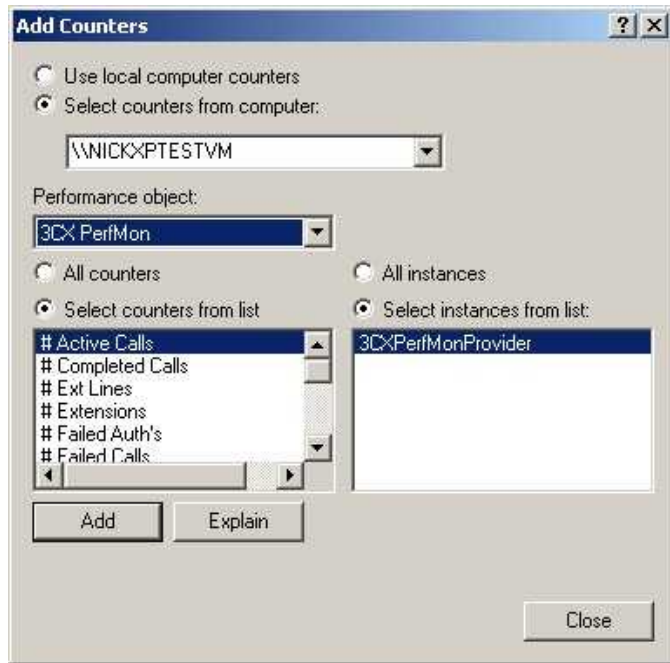 Add Counters
Use local computer counters
Select counters from computer:
\\NICKXPTESTVM
Performance object:
3CX PerfMon
All counters
All instances
Select counters from list
Select instances from list:
# Active Calls
# Completed Calls
# Ext Lines
# Extensions
# Failed Auth's
# Failed Calls
3CXPerfMonProvider
Add
Explain
Close